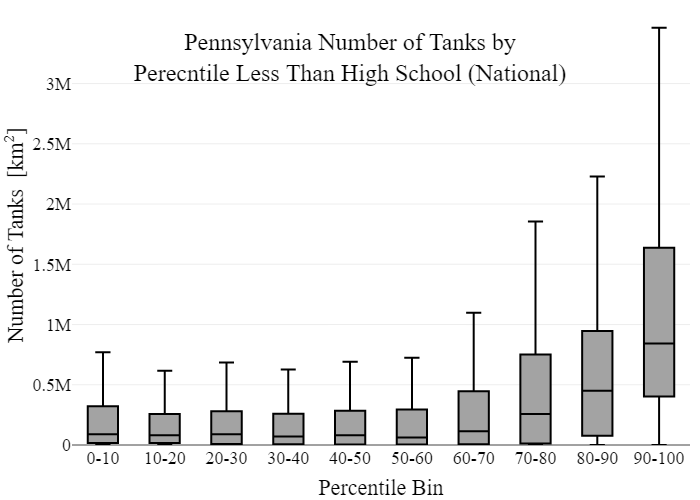 Pennsylvania Number of Tanks by
Perecntile Less Than High School (National)
Number of Tanks [km²]
3M
2.5M
2M
1.5M
1M
0.5M
0
0-10 10-20 20-30 30-40 40-50 50-60 60-70 70-80 80-90 90-100
Percentile Bin